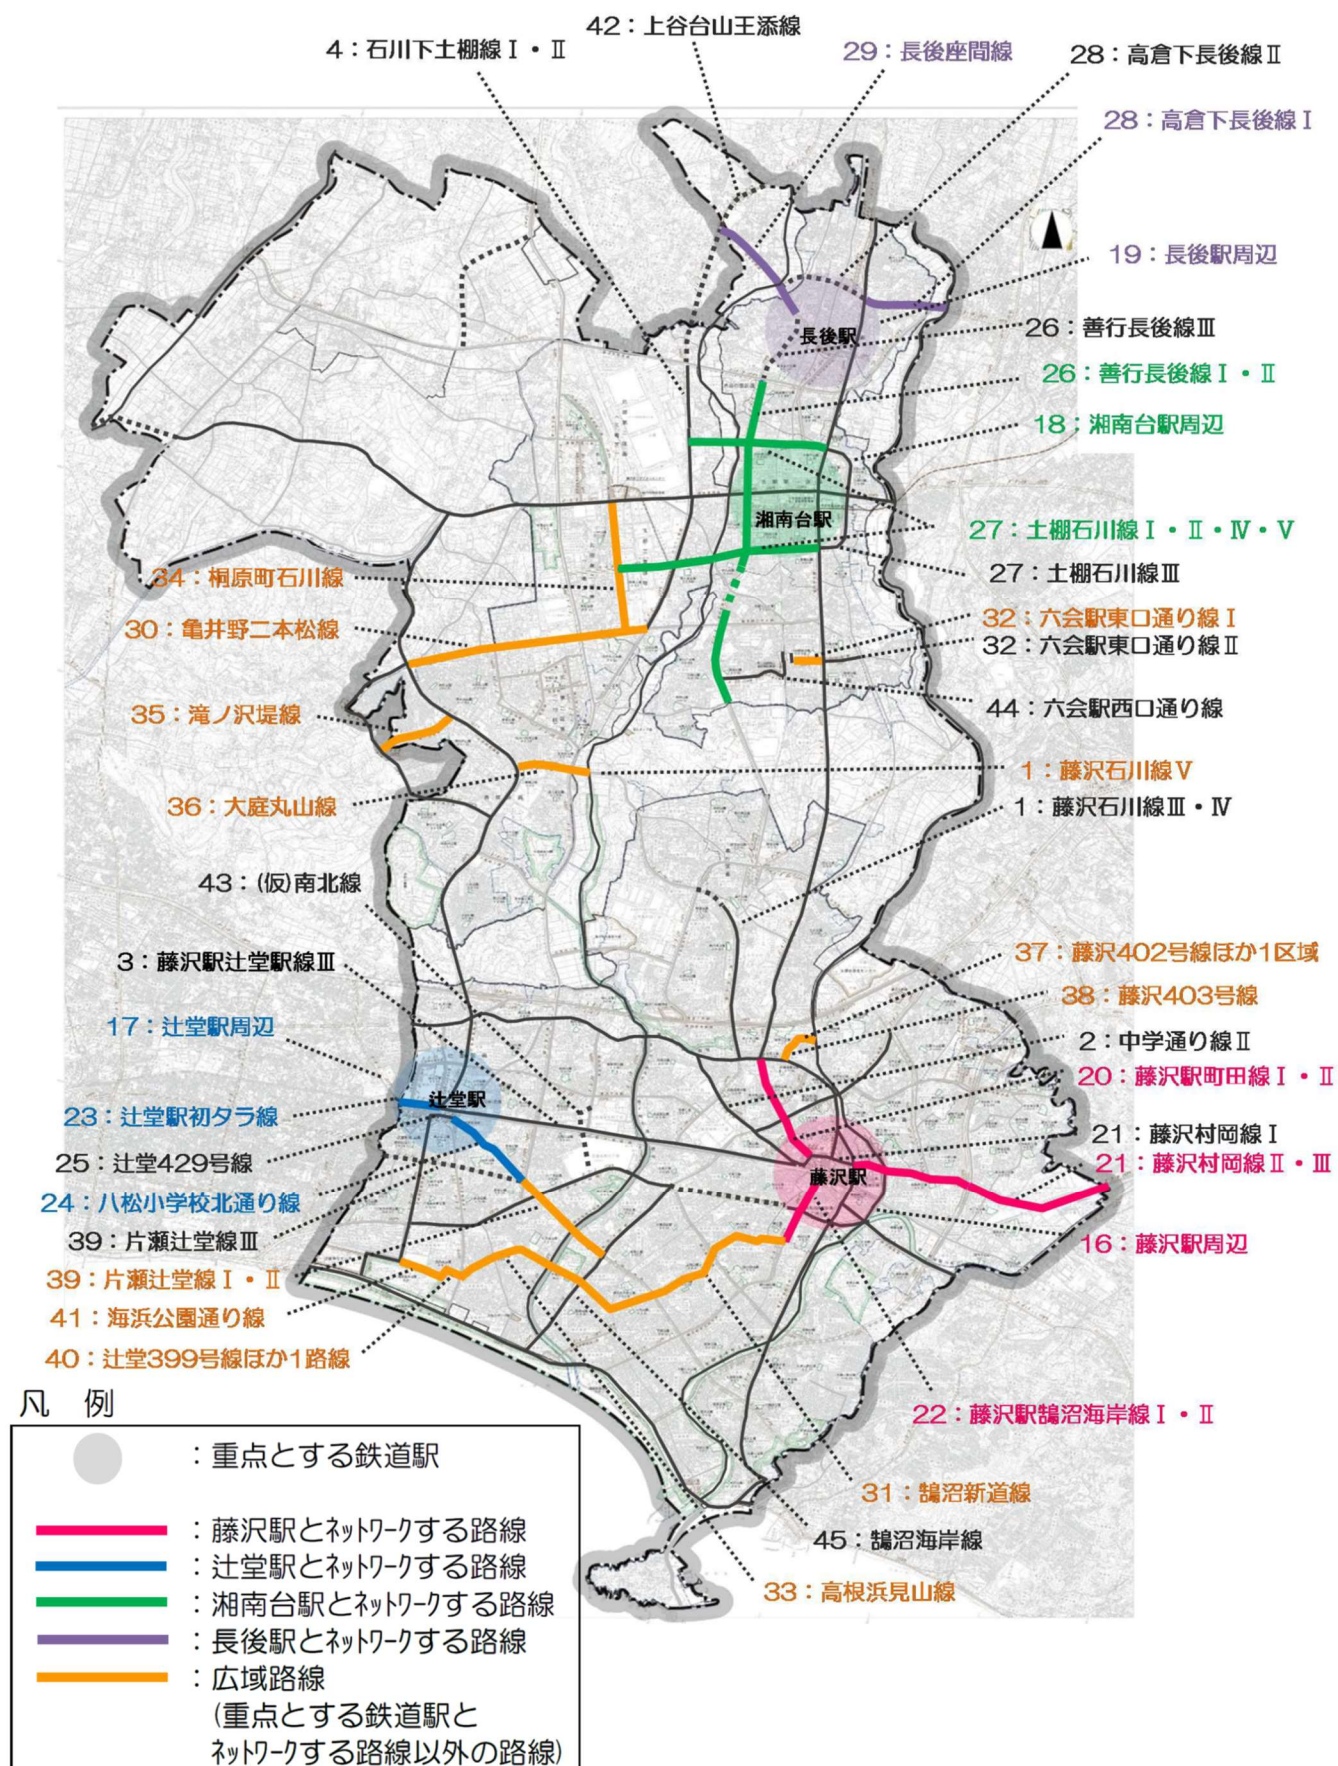 42：上谷台山王添線
4：石川下土棚線Ⅰ・Ⅱ
29：長後座間線
28：高倉下長後線Ⅱ
28：高倉下長後線Ⅰ
19：長後駅周辺
26：善行長後線Ⅲ
長後駅
26：善行長後線Ⅰ・Ⅱ
18：湘南台駅周辺
湘南台駅
27：土棚石川線Ⅰ・Ⅱ・Ⅳ・Ⅴ
27：土棚石川線Ⅲ
34：桐原町石川線
30：亀井野二本松線
32：六会駅東口通り線Ⅰ
32：六会駅東口通り線Ⅱ
35：滝ノ沢堤線
44：六会駅西口通り線
1：藤沢石川線Ⅴ
36：大庭丸山線
1：藤沢石川線Ⅲ・Ⅳ
43：(仮)南北線
37：藤沢402号線ほか1区域
3：藤沢駅辻堂駅線Ⅲ
38：藤沢403号線
17：辻堂駅周辺
2：中学通り線Ⅱ
20：藤沢駅町田線Ⅰ・Ⅱ
辻堂駅
23：辻堂駅初タラ線
21：藤沢村岡線Ⅰ
25：辻堂429号線
21：藤沢村岡線Ⅱ・Ⅲ
藤沢駅
24：八松小学校北通り線
39：片瀬辻堂線Ⅲ
16：藤沢駅周辺
39：片瀬辻堂線Ⅰ・Ⅱ
41：海浜公園通り線
40：辻堂399号線ほか1路線
22：藤沢駅鵠沼海岸線Ⅰ・Ⅱ
31：鵠沼新道線
45：鵠沼海岸線
33：高根浜見山線
凡 例
：重点とする鉄道駅
：藤沢駅とネットワークする路線
：辻堂駅とネットワークする路線
：湘南台駅とネットワークする路線
：長後駅とネットワークする路線
：広域路線
(重点とする鉄道駅と
ネットワークする路線以外の路線)